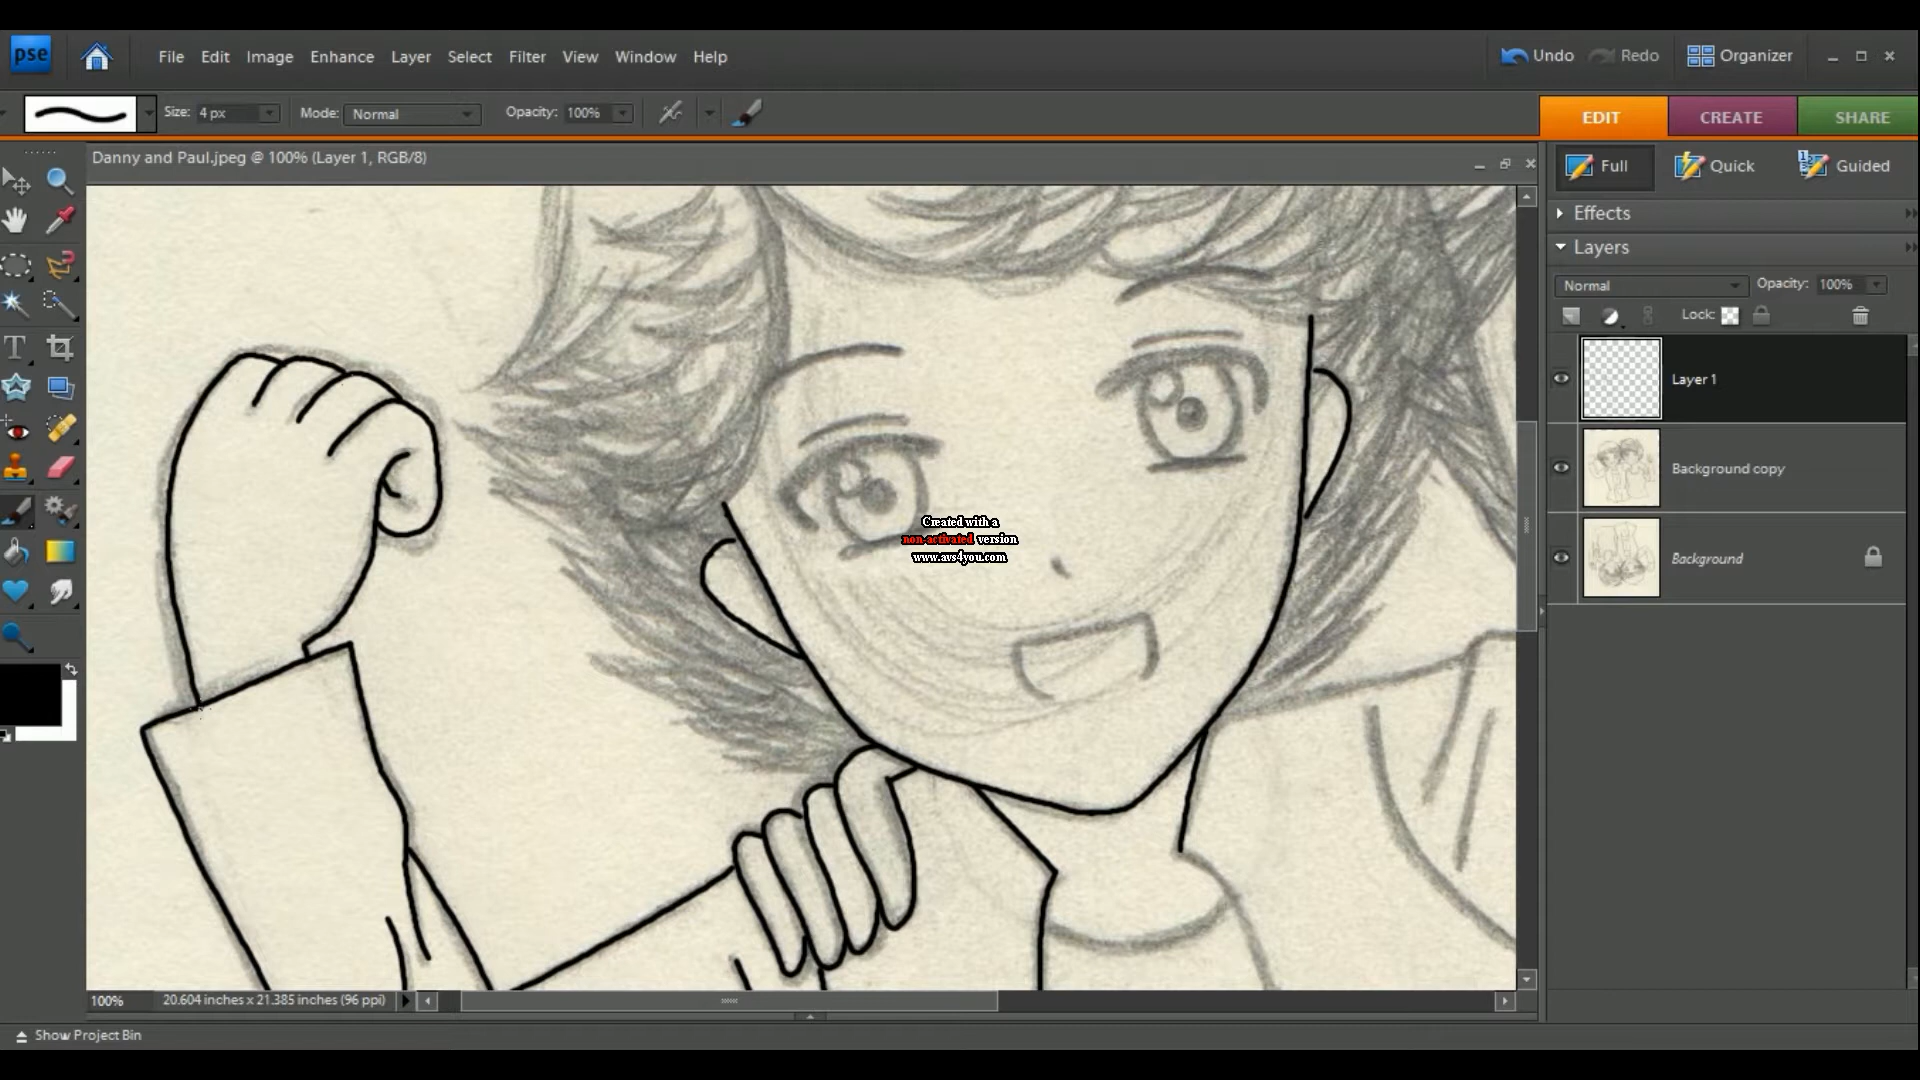 pse File Edit Image Enhance Layer Select Filter View Window Help Undo Redo Organizer
Size: 4 px Mode: Normal Opacity: 100% EDIT CREATE SHARE
Danny and Paul.jpeg @ 100% (Layer 1, RGB/8)
Full Quick Guided
Effects
Layers
Normal Opacity: 100%
Lock:
Layer 1
Background copy
Background
Created with a
non-activated version
www.avs4you.com
100% 20.604 inches x 21.385 inches (96 ppi)
Show Project Bin